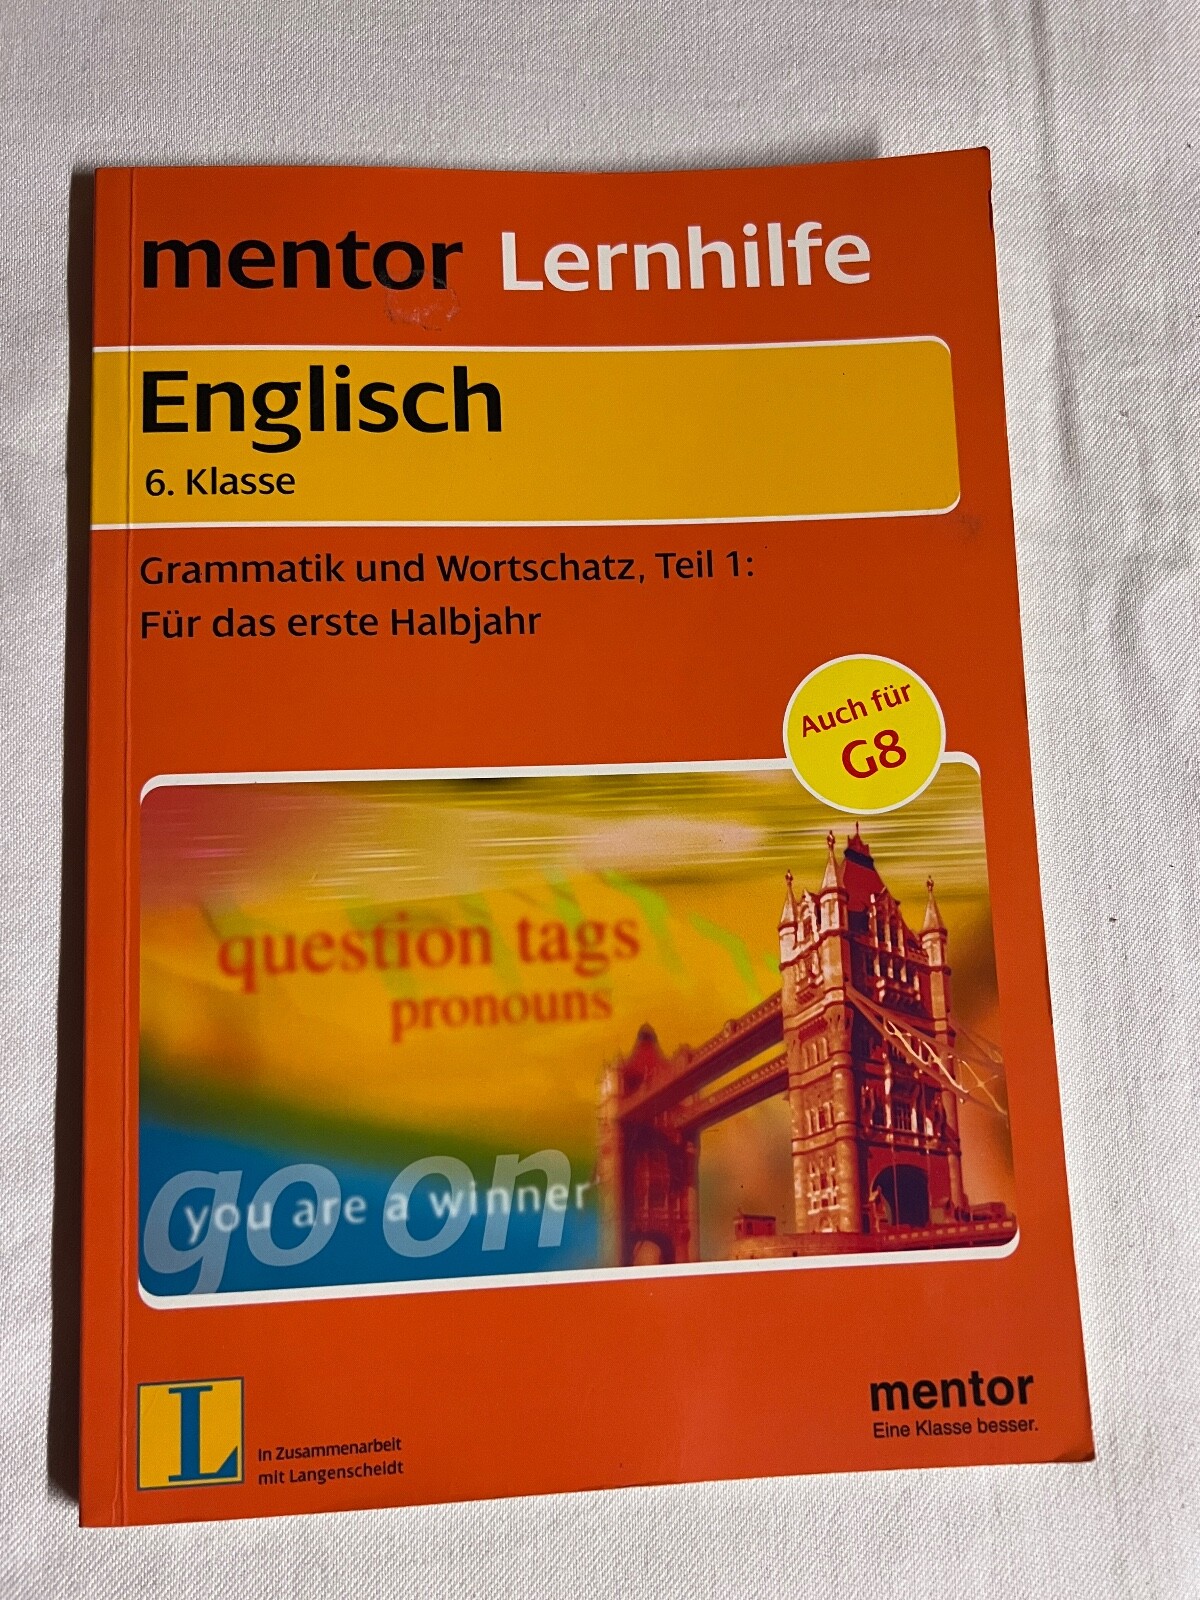 mentor Lernhilfe
Englisch
6. Klasse
Grammatik und Wortschatz, Teil 1:
Für das erste Halbjahr
Auch für
G8
question tags
pronouns
go on
you are a winner
L
In Zusammenarbeit
mit Langenscheidt
mentor
Eine Klasse besser.